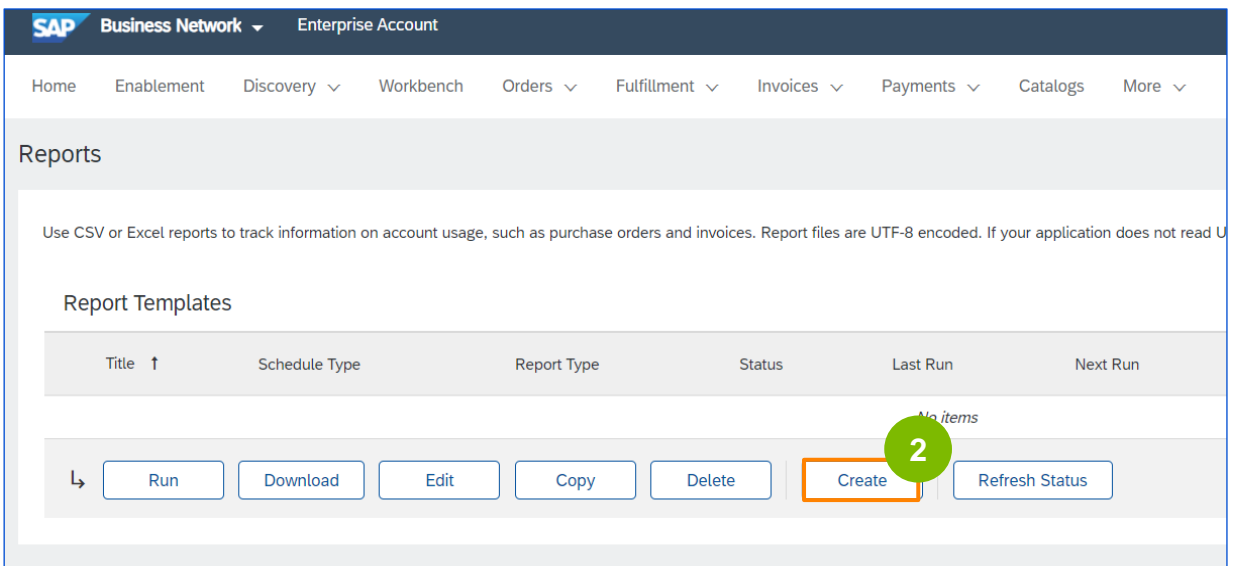 SAP Business Network Enterprise Account
Home Enablement Discovery Workbench Orders Fulfillment Invoices Payments Catalogs More
Reports
Use CSV or Excel reports to track information on account usage, such as purchase orders and invoices. Report files are UTF-8 encoded. If your application does not read U
Report Templates
Title ↑ Schedule Type Report Type Status Last Run Next Run
No items
2
Run Download Edit Copy Delete Create Refresh Status